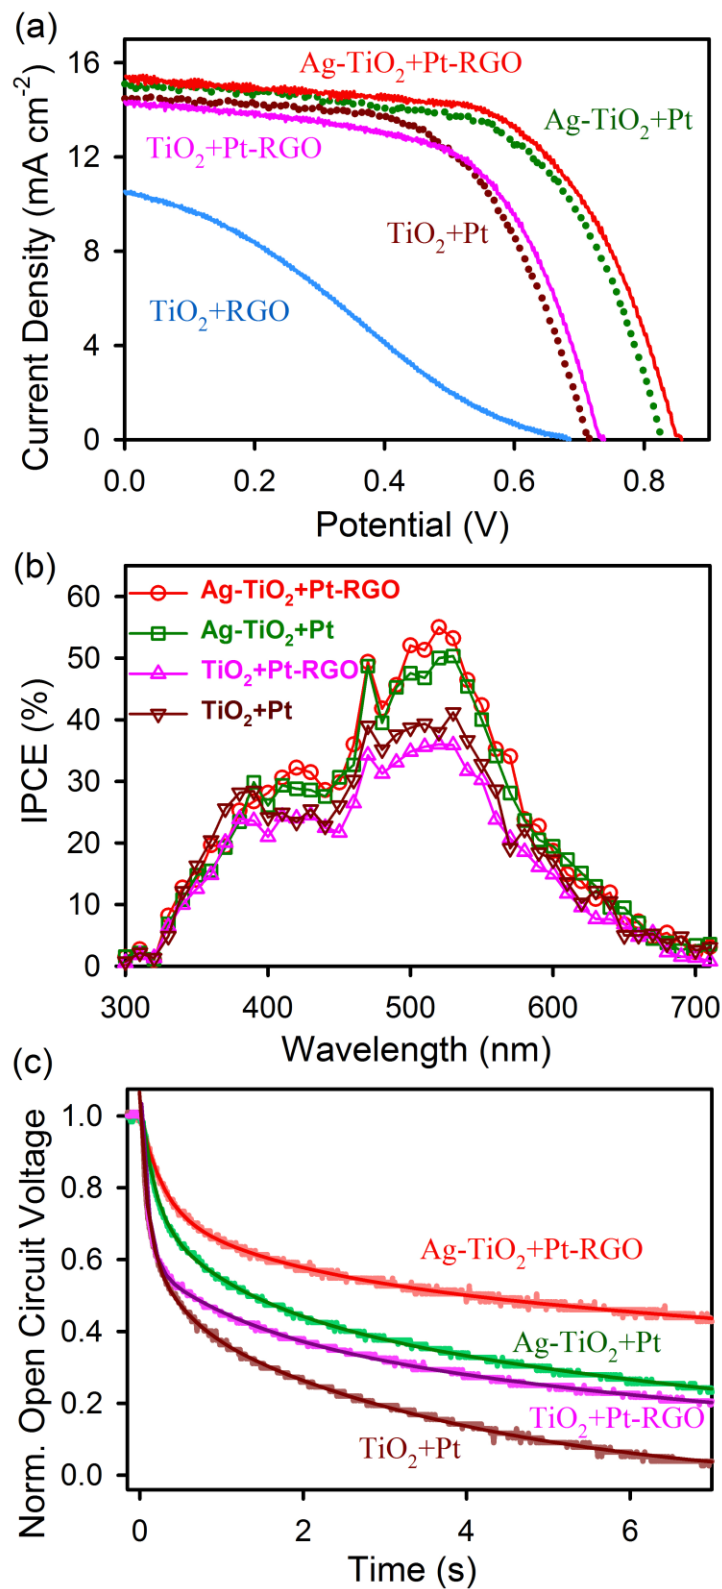 (a)
16
12
8
4
0
Current Density (mA cm⁻²)
Ag-TiO₂+Pt-RGO
Ag-TiO₂+Pt
TiO₂+Pt-RGO
TiO₂+Pt
TiO₂+RGO
0.0 0.2 0.4 0.6 0.8
Potential (V)
(b)
60
50
40
30
20
10
0
IPCE (%)
Ag-TiO₂+Pt-RGO
Ag-TiO₂+Pt
TiO₂+Pt-RGO
TiO₂+Pt
300 400 500 600 700
Wavelength (nm)
(c)
1.0
0.8
0.6
0.4
0.2
0.0
Norm. Open Circuit Voltage
Ag-TiO₂+Pt-RGO
Ag-TiO₂+Pt
TiO₂+Pt-RGO
TiO₂+Pt
0 2 4 6
Time (s)